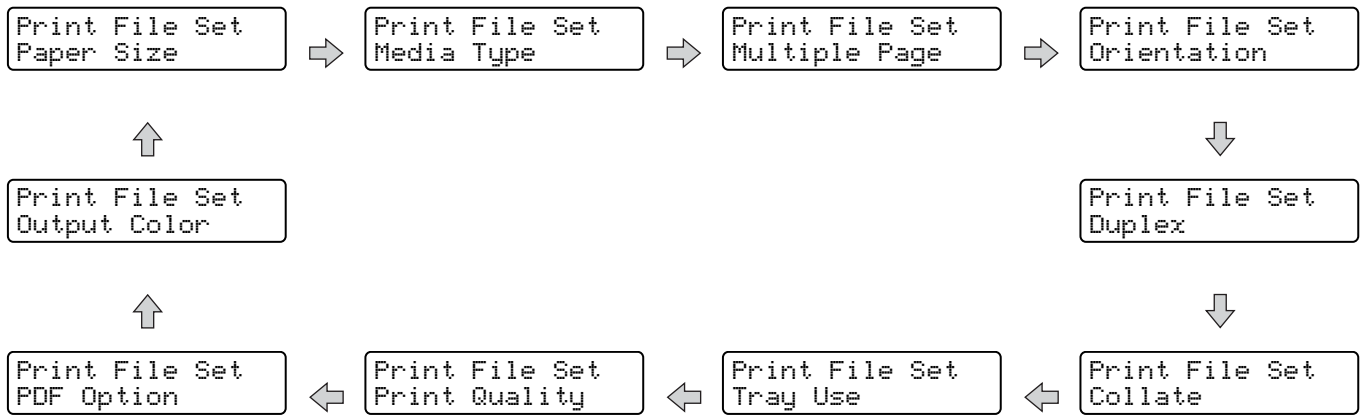 Print File Set
Paper Size
Print File Set
Media Type
Print File Set
Multiple Page
Print File Set
Orientation
Print File Set
Output Color
Print File Set
Duplex
Print File Set
PDF Option
Print File Set
Print Quality
Print File Set
Tray Use
Print File Set
Collate